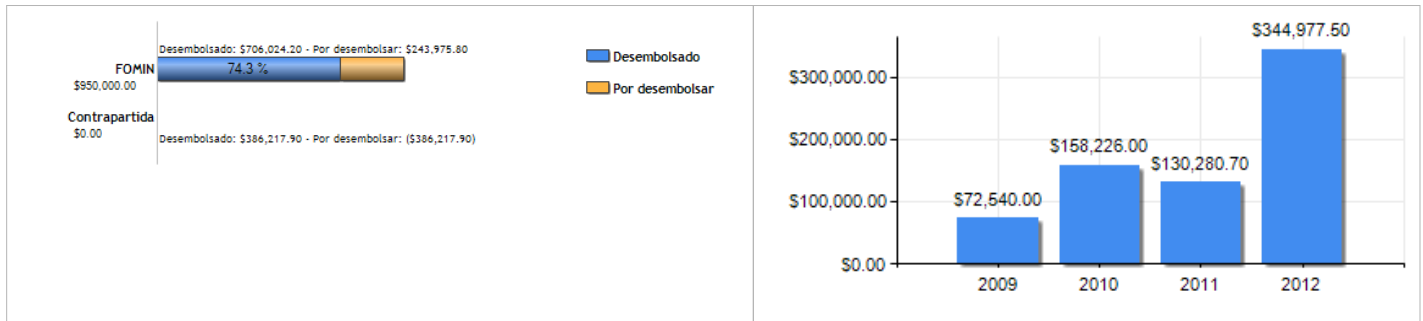 Desembolsado: $706,024.20 - Por desembolsar: $243,975.80
FOMIN
74.3 %
$950,000.00
Contrapartida
$0.00
Desembolsado: $386,217.90 - Por desembolsar: ($386,217.90)
Desembolsado
Por desembolsar
$344,977.50
$300,000.00
$200,000.00
$158,226.00
$130,280.70
$100,000.00
$72,540.00
$0.00
2009 2010 2011 2012